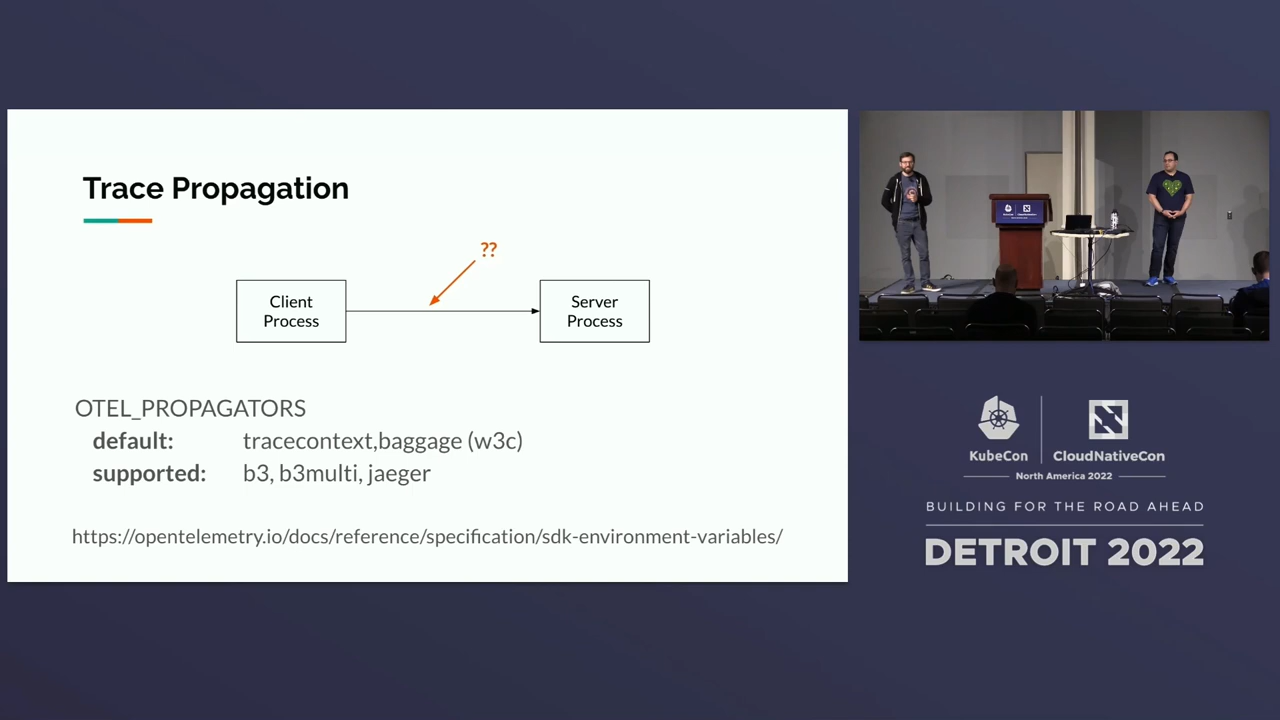 Trace Propagation
??
Client
Process
Server
Process
OTEL_PROPAGATORS
default: tracecontext,baggage (w3c)
supported: b3, b3multi, jaeger
https://opentelemetry.io/docs/reference/specification/sdk-environment-variables/
KubeCon
CloudNativeCon
North America 2022
BUILDING FOR THE ROAD AHEAD
DETROIT 2022